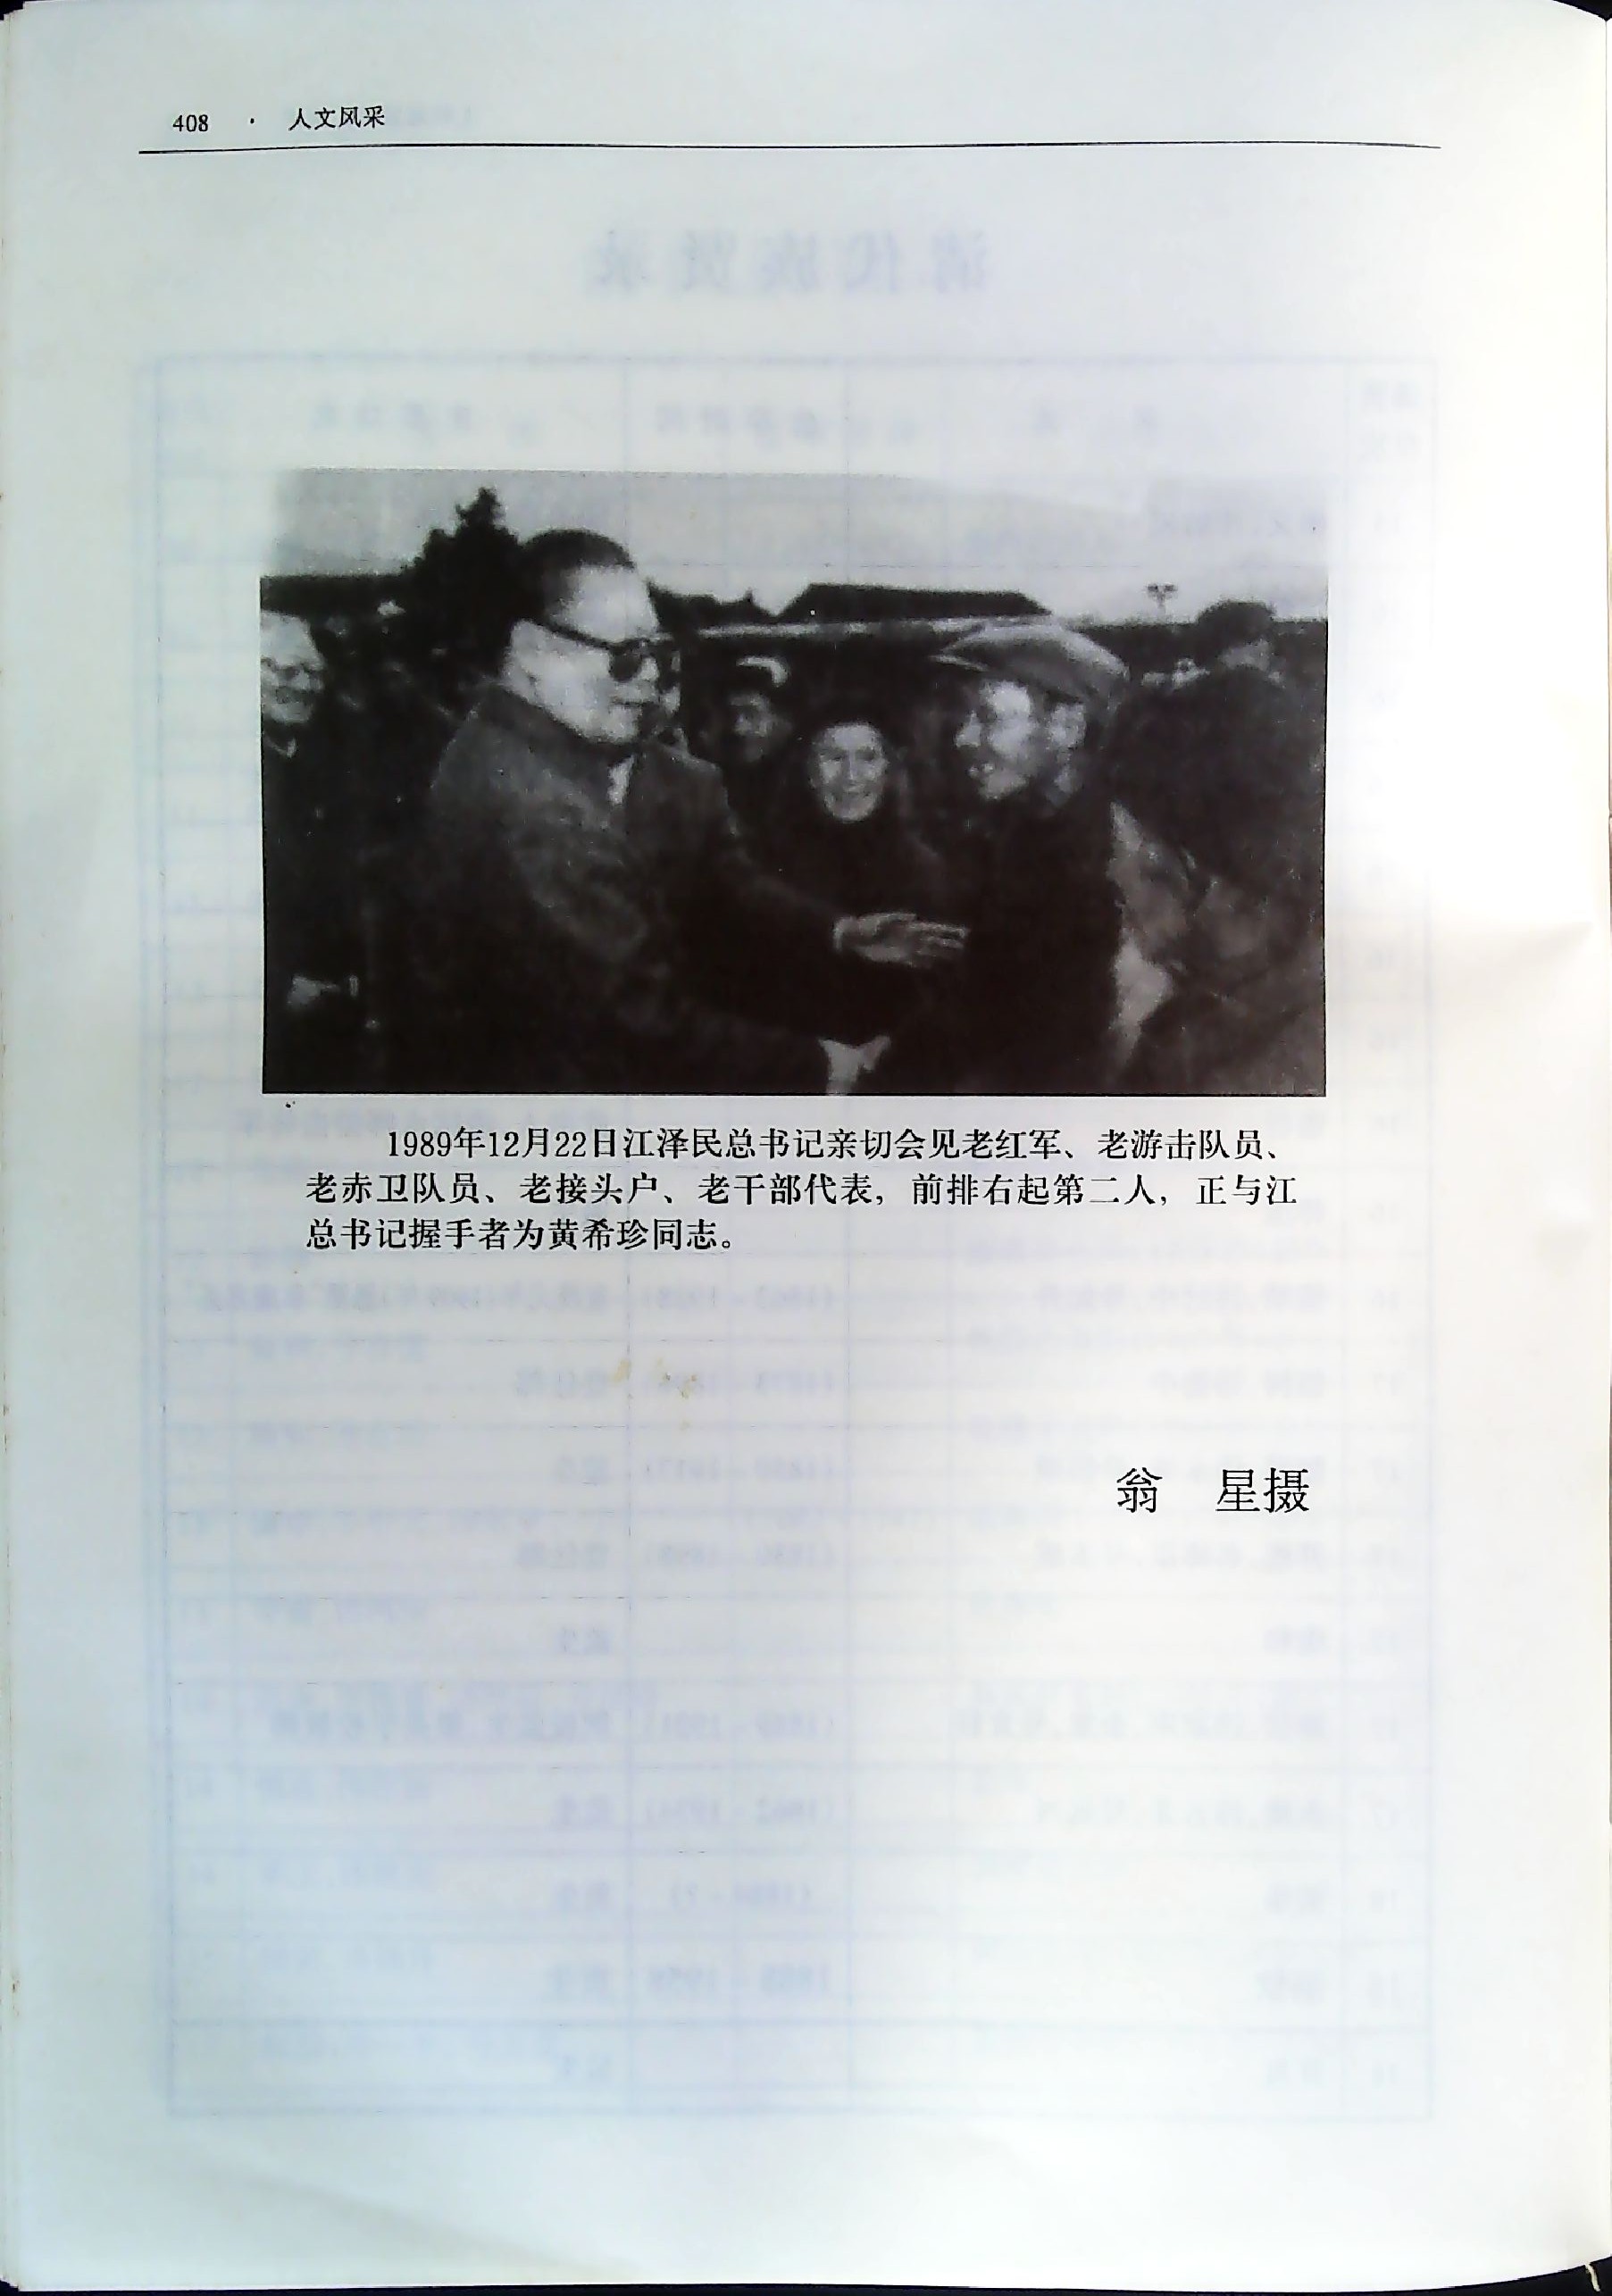 408 · 人文风采
1989年12月22日江泽民总书记亲切会见老红军、老游击队员、
老赤卫队员、老接头户、老干部代表，前排右起第二人，正与江
总书记握手者为黄希珍同志。
翁　星摄